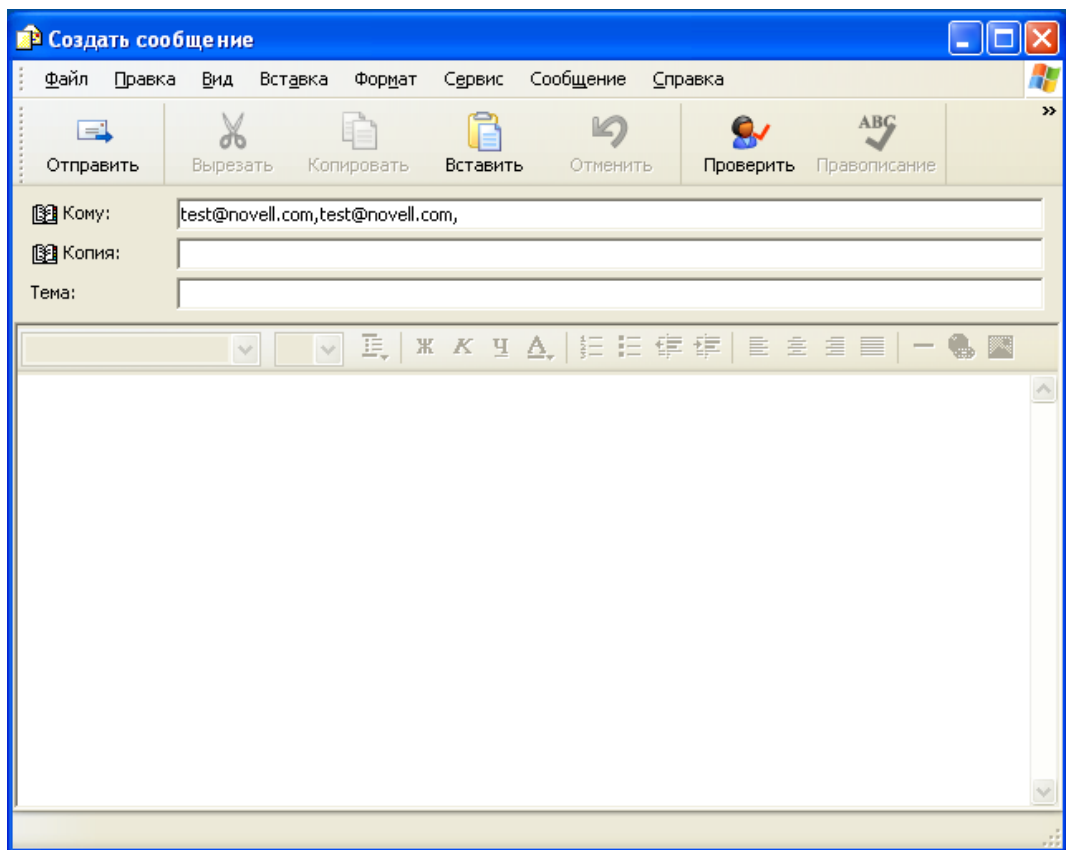 Создать сообщение
Файл Правка Вид Вставка Формат Сервис Сообщение Справка
ABC
Отправить Вырезать Копировать Вставить Отменить Проверить Правописание
Кому: test@novell.com,test@novell.com,
Копия:
Тема:
Ж К Ч А